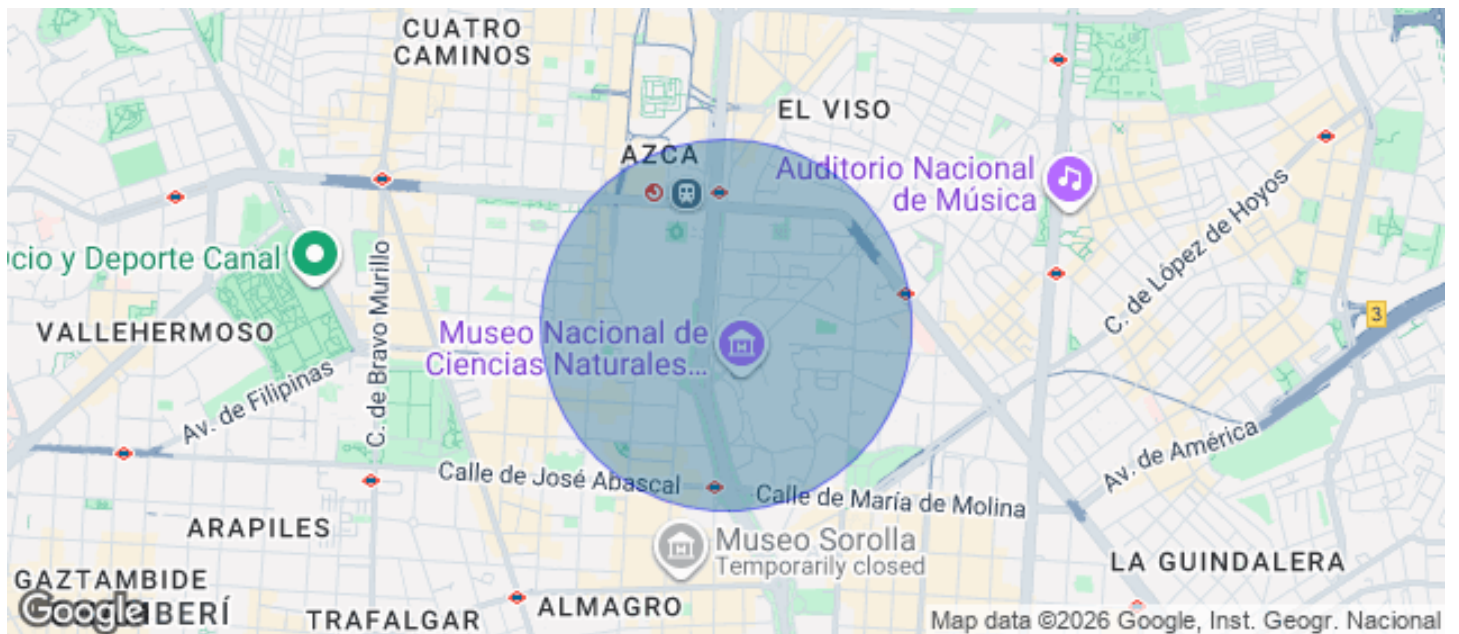 CUATRO
CAMINOS
EL VISO
AZCA
Auditorio Nacional
de Música
C. de López de Hoyos
cio y Deporte Canal
C. de Bravo Murillo
3
VALLEHERMOSO
Museo Nacional de
Ciencias Naturales...
Av. de Filipinas
Av. de América
Calle de José Abascal
Calle de María de Molina
ARAPILES
Museo Sorolla
Temporarily closed
LA GUINDALERA
GAZTAMBIDE
Google
BERÍ
TRAFALGAR
ALMAGRO
Map data ©2026 Google, Inst. Geogr. Nacional